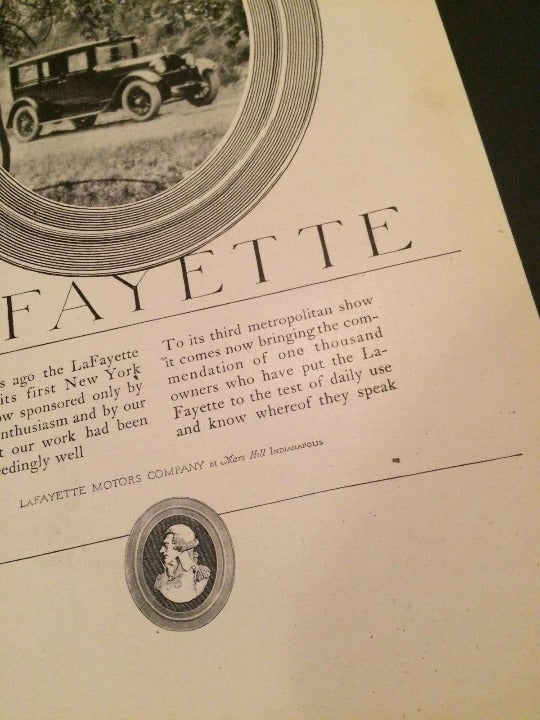 FAYETTE
s ago the LaFayette
its first New York
ow sponsored only by
nthusiasm and by our
t our work had been
edingly well
To its third metropolitan show
it comes now bringing the com-
mendation of one thousand
owners who have put the La-
Fayette to the test of daily use
and know whereof they speak
LAFAYETTE MOTORS COMPANY at Mars Hill INDIANAPOLIS